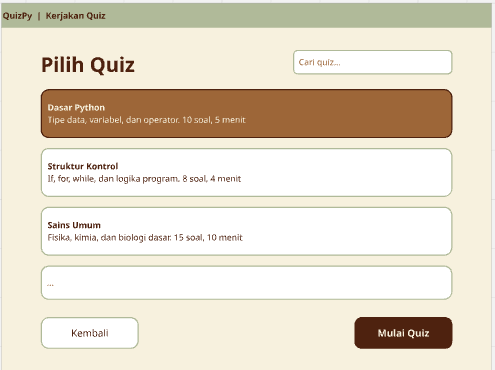 QuizPy | Kerjakan Quiz
Pilih Quiz
Cari quiz...
Dasar Python
Tipe data, variabel, dan operator. 10 soal, 5 menit
Struktur Kontrol
If, for, while, dan logika program. 8 soal, 4 menit
Sains Umum
Fisika, kimia, dan biologi dasar. 15 soal, 10 menit
...
Kembali
Mulai Quiz